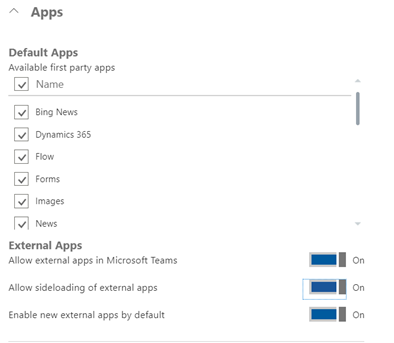 Apps
Default Apps
Available first party apps
Name
Bing News
Dynamics 365
Flow
Forms
Images
News
External Apps
Allow external apps in Microsoft Teams On
Allow sideloading of external apps On
Enable new external apps by default On